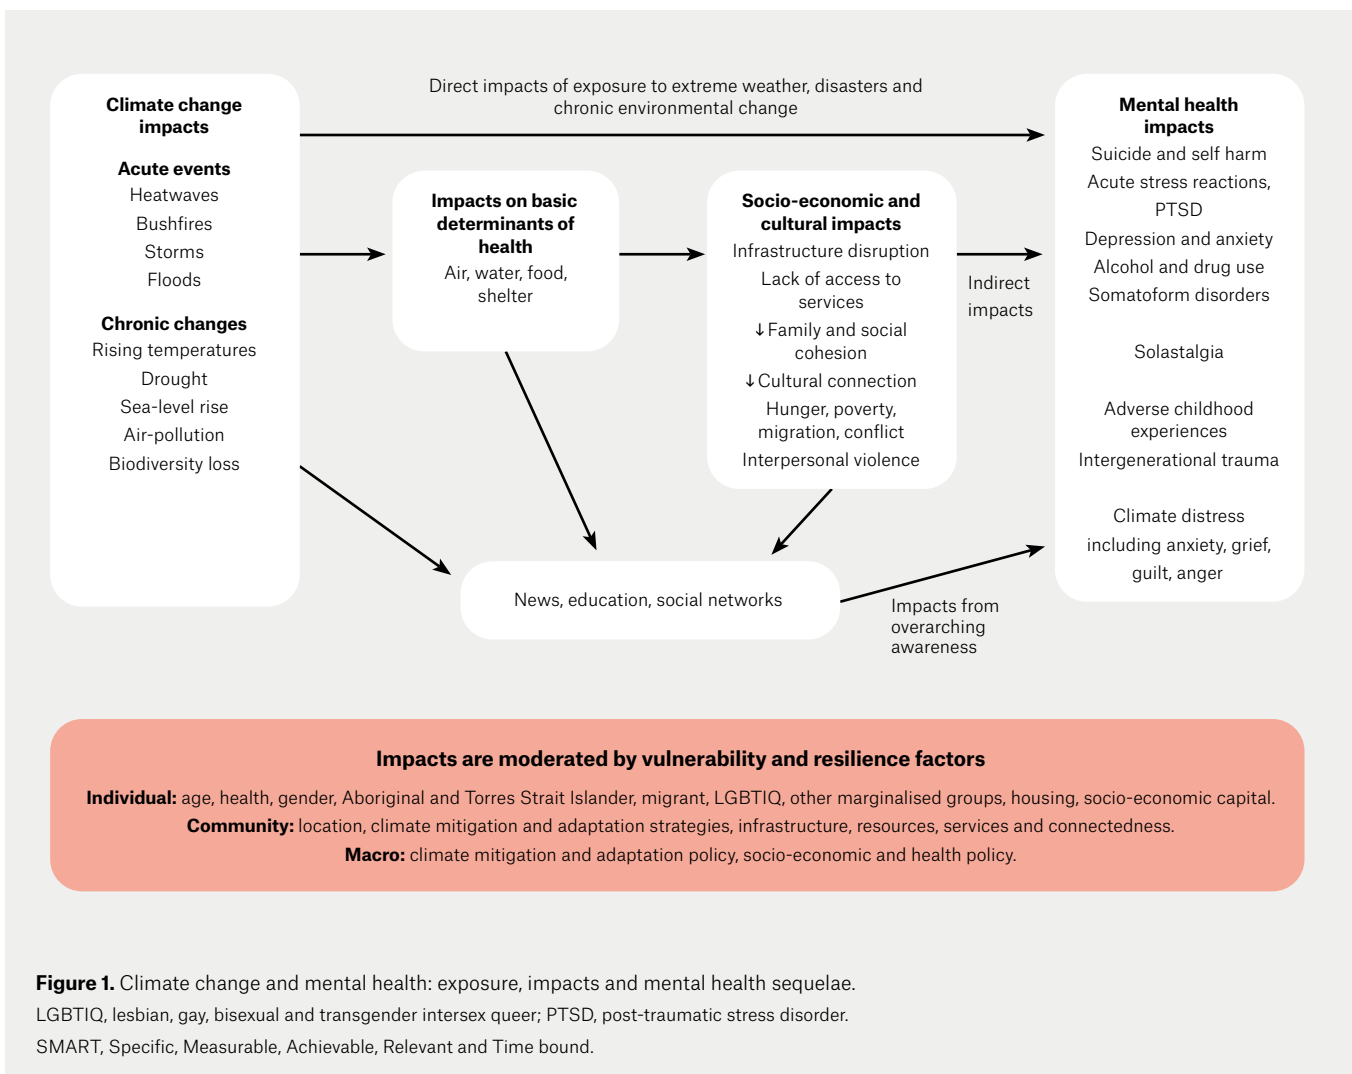 Direct impacts of exposure to extreme weather, disasters and
chronic environmental change
Climate change
impacts
Acute events
Heatwaves
Bushfires
Storms
Floods
Chronic changes
Rising temperatures
Drought
Sea-level rise
Air-pollution
Biodiversity loss
Impacts on basic
determinants of
health
Air, water, food,
shelter
Socio-economic and
cultural impacts
Infrastructure disruption
Lack of access to
services
↓Family and social
cohesion
↓Cultural connection
Hunger, poverty,
migration, conflict
Interpersonal violence
Indirect
impacts
Mental health
impacts
Suicide and self harm
Acute stress reactions,
PTSD
Depression and anxiety
Alcohol and drug use
Somatoform disorders
Solastalgia
Adverse childhood
experiences
Intergenerational trauma
Climate distress
including anxiety, grief,
guilt, anger
News, education, social networks
Impacts from
overarching
awareness
Impacts are moderated by vulnerability and resilience factors
Individual: age, health, gender, Aboriginal and Torres Strait Islander, migrant, LGBTIQ, other marginalised groups, housing, socio-economic capital.
Community: location, climate mitigation and adaptation strategies, infrastructure, resources, services and connectedness.
Macro: climate mitigation and adaptation policy, socio-economic and health policy.
Figure 1. Climate change and mental health: exposure, impacts and mental health sequelae.
LGBTIQ, lesbian, gay, bisexual and transgender intersex queer; PTSD, post-traumatic stress disorder.
SMART, Specific, Measurable, Achievable, Relevant and Time bound.